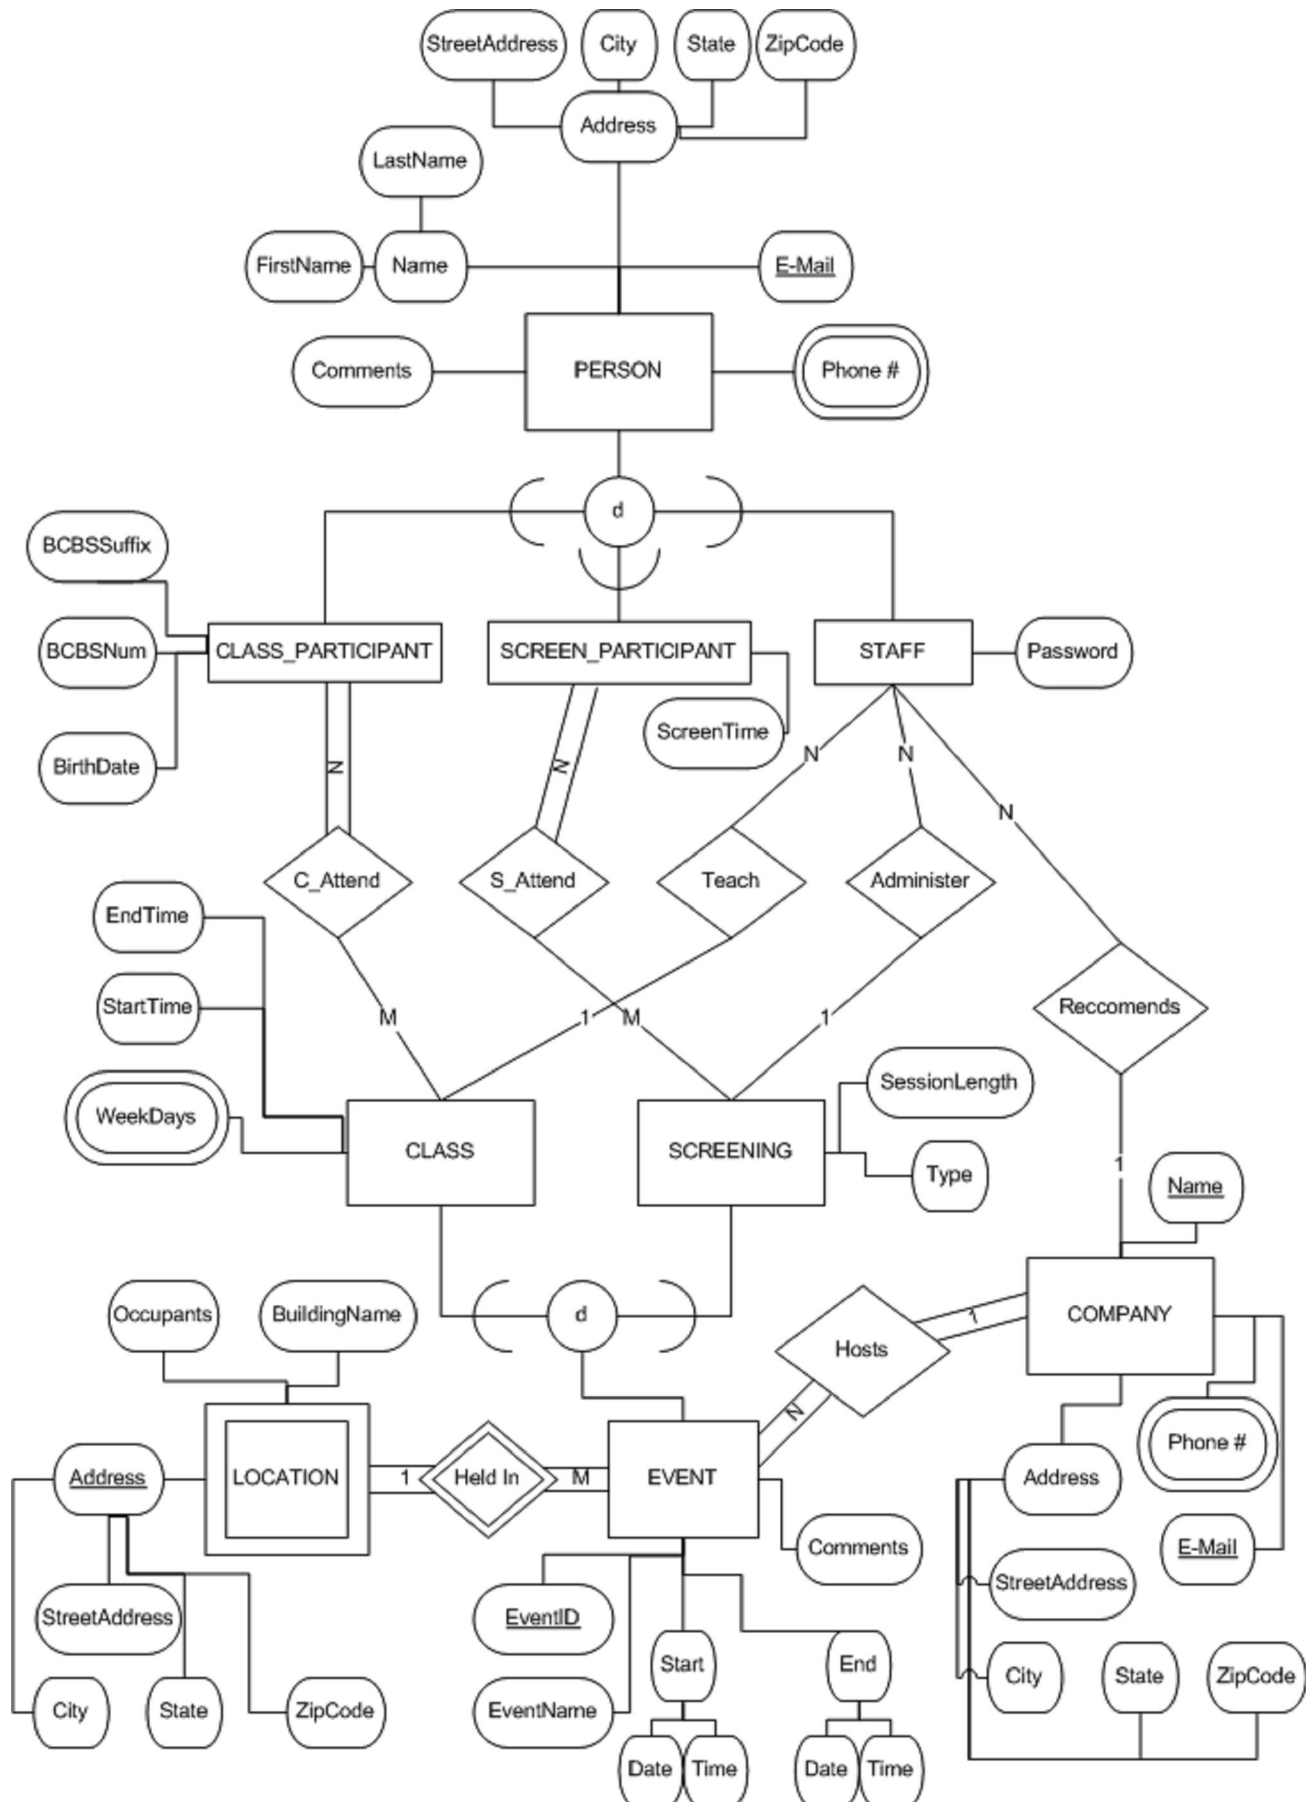 StreetAddress
City
State
ZipCode
Address
LastName
FirstName
Name
E-Mail
Comments
PERSON
Phone #
d
BCBSSuffix
BCBSNum
CLASS_PARTICIPANT
SCREEN_PARTICIPANT
STAFF
Password
ScreenTime
BirthDate
N
N
N
N
N
C_Attend
S_Attend
Teach
Administer
EndTime
StartTime
Reccomends
M
1
M
1
WeekDays
SessionLength
CLASS
SCREENING
Type
1
Name
Occupants
BuildingName
d
Hosts
1
COMPANY
N
Phone #
Address
LOCATION
1
Held In
M
EVENT
Address
Comments
E-Mail
StreetAddress
StreetAddress
EventID
Start
End
City
State
ZipCode
City
State
ZipCode
EventName
Date
Time
Date
Time